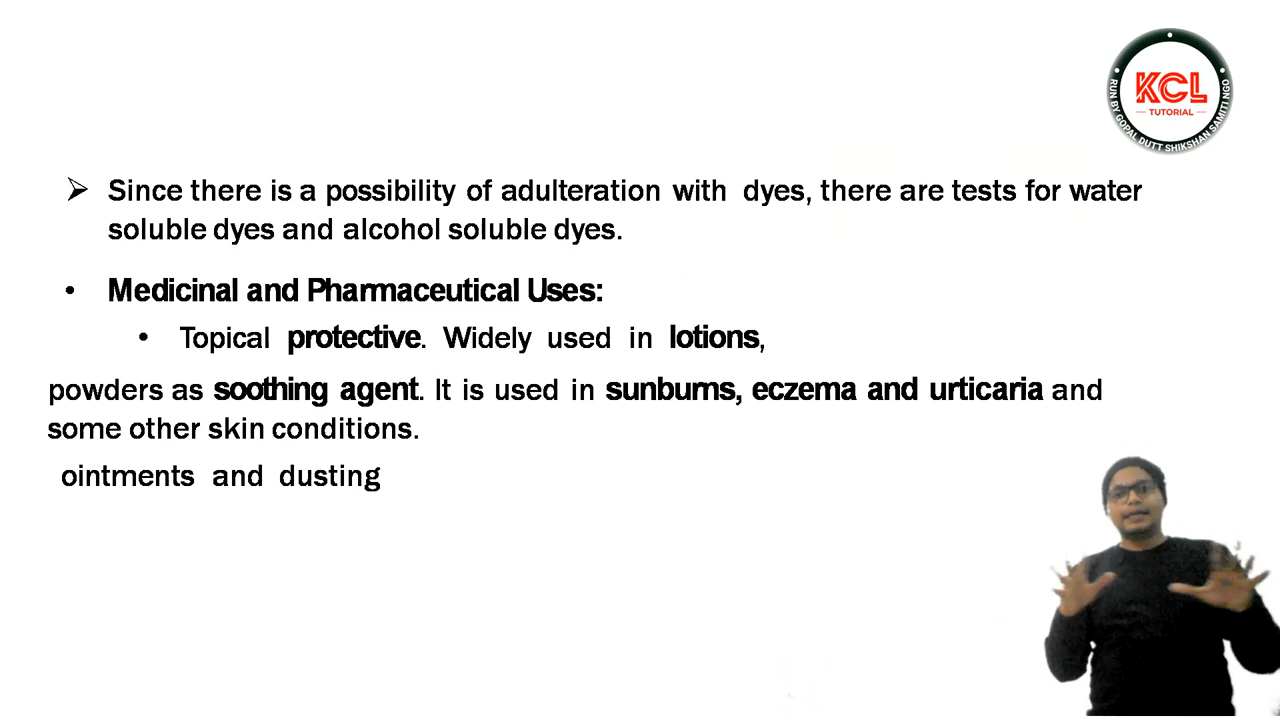 KCL
TUTORIAL
RUN BY GOPAL DUTT SHIKSHAN SAMITI NGO
➢ Since there is a possibility of adulteration with dyes, there are tests for water
soluble dyes and alcohol soluble dyes.
• Medicinal and Pharmaceutical Uses:
• Topical protective. Widely used in lotions,
powders as soothing agent. It is used in sunburns, eczema and urticaria and
some other skin conditions.
ointments and dusting